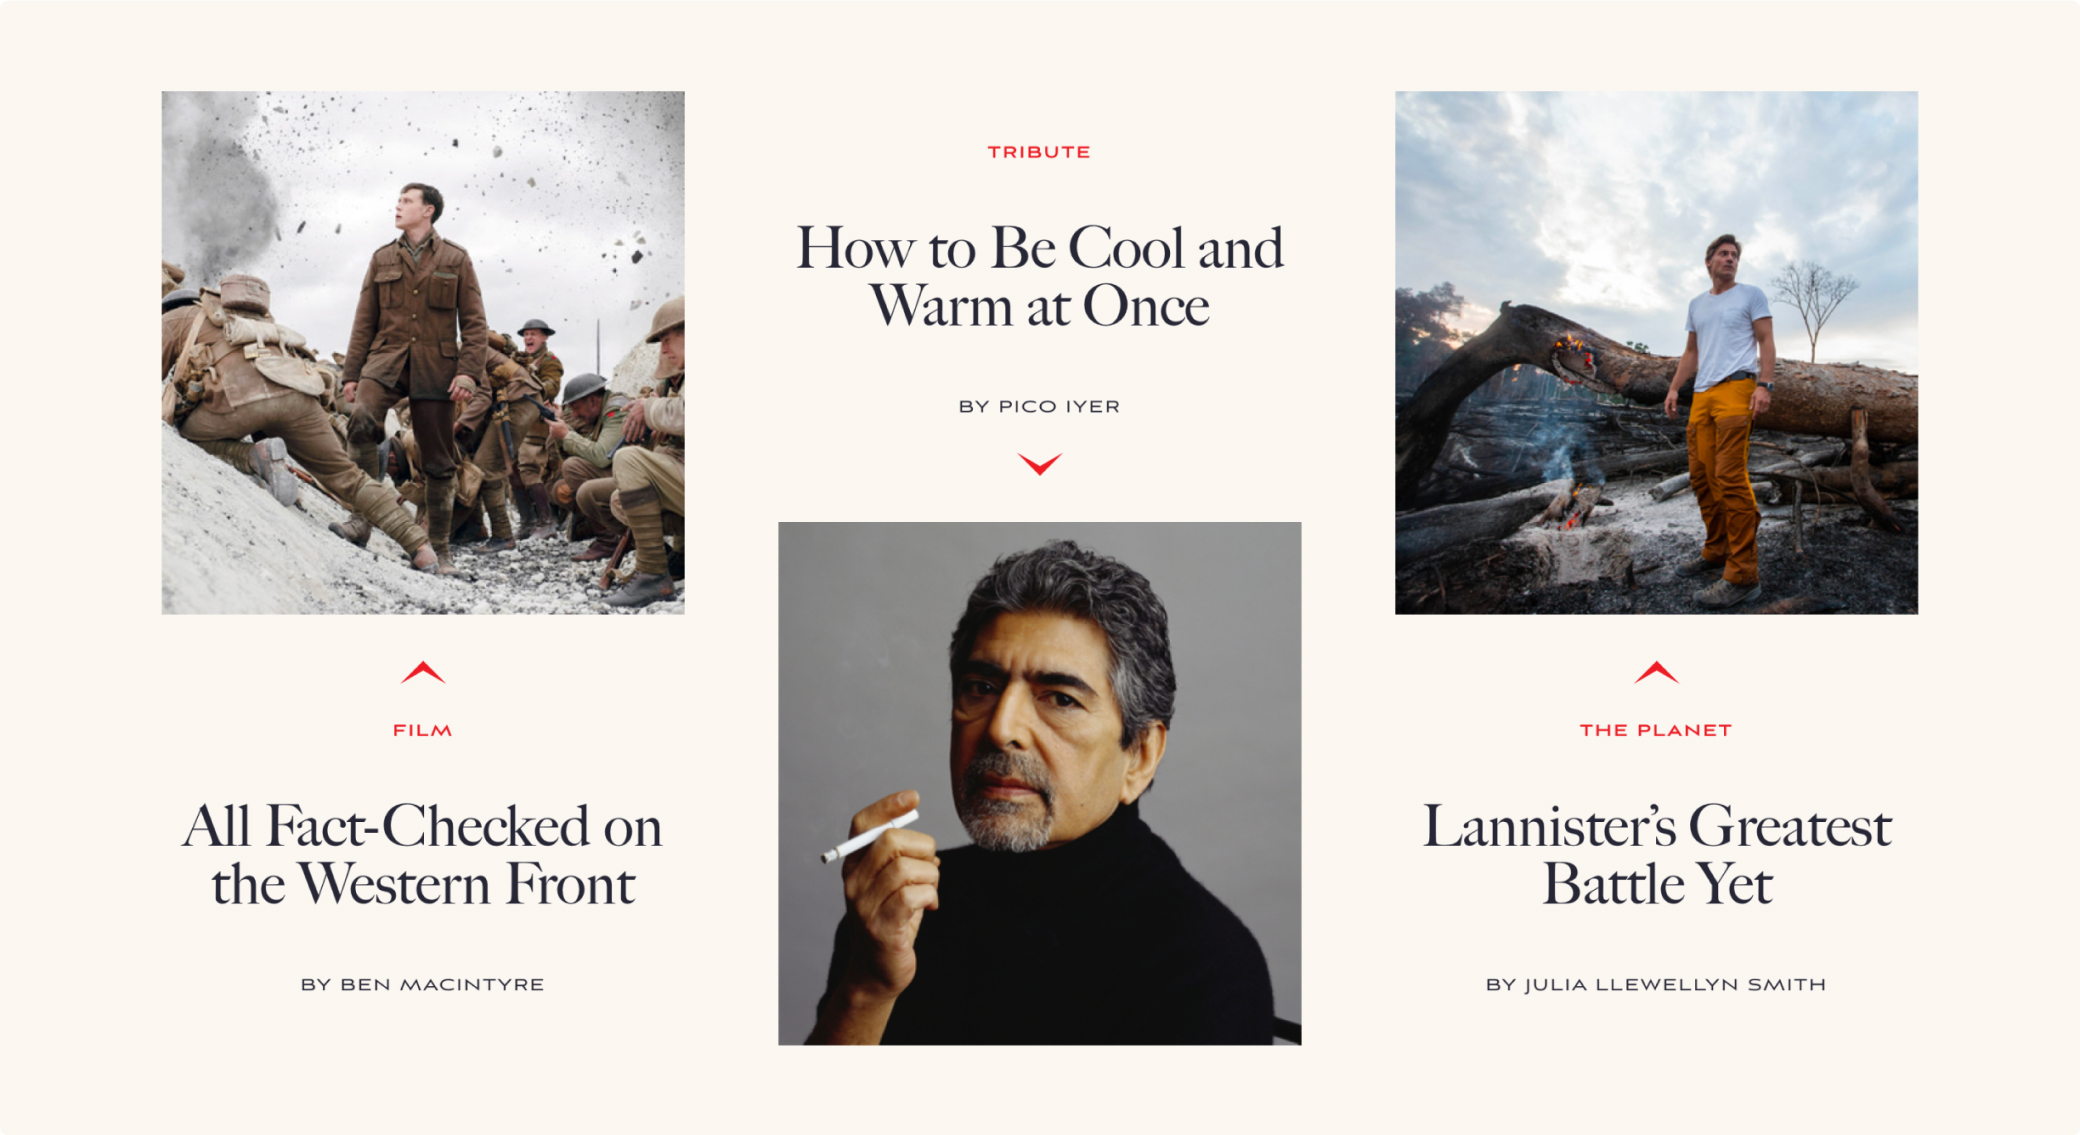 FILM
All Fact-Checked on
the Western Front
BY BEN MACINTYRE
TRIBUTE
How to Be Cool and
Warm at Once
BY PICO IYER
THE PLANET
Lannister’s Greatest
Battle Yet
BY JULIA LLEWELLYN SMITH